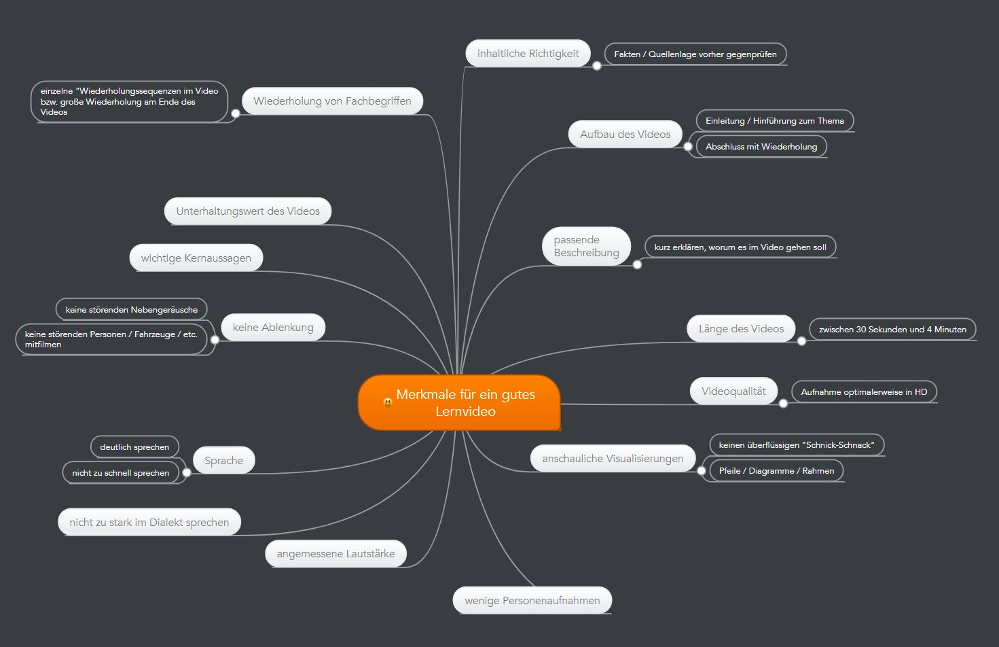 inhaltliche Richtigkeit
Fakten / Quellenlage vorher gegenprüfen
einzelne "Wiederholungssequenzen im Video
bzw. große Wiederholung am Ende des
Videos
Wiederholung von Fachbegriffen
Aufbau des Videos
Einleitung / Hinführung zum Thema
Abschluss mit Wiederholung
Unterhaltungswert des Videos
passende
Beschreibung
kurz erklären, worum es im Video gehen soll
wichtige Kernaussagen
keine störenden Nebengeräusche
keine störenden Personen / Fahrzeuge / etc.
mitfilmen
keine Ablenkung
Länge des Videos
zwischen 30 Sekunden und 4 Minuten
Merkmale für ein gutes
Lernvideo
Videoqualität
Aufnahme optimalerweise in HD
deutlich sprechen
nicht zu schnell sprechen
Sprache
anschauliche Visualisierungen
keinen überflüssigen "Schnick-Schnack"
Pfeile / Diagramme / Rahmen
nicht zu stark im Dialekt sprechen
angemessene Lautstärke
wenige Personenaufnahmen